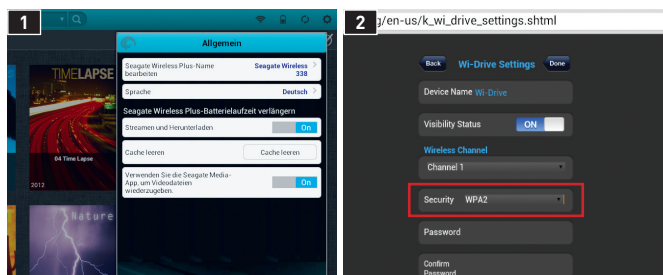 1
Allgemein
Seagate Wireless Plus-Name
bearbeiten
Seagate Wireless
338
Sprache
Deutsch
Seagate Wireless Plus-Batterielaufzeit verlängern
Streamen und Herunterladen
On
Cache leeren
Cache leeren
Verwenden Sie die Seagate Media-
App, um Videodateien
wiederzugeben.
On
TIMELAPSE
04 Time Lapse
2012
Nature
2
g/en-us/k_wi_drive_settings.shtml
Back
Wi-Drive Settings
Done
Device Name Wi-Drive
Visibility Status
ON
Wireless Channel
Channel 1
Security WPA2
Password
Confirm
Password